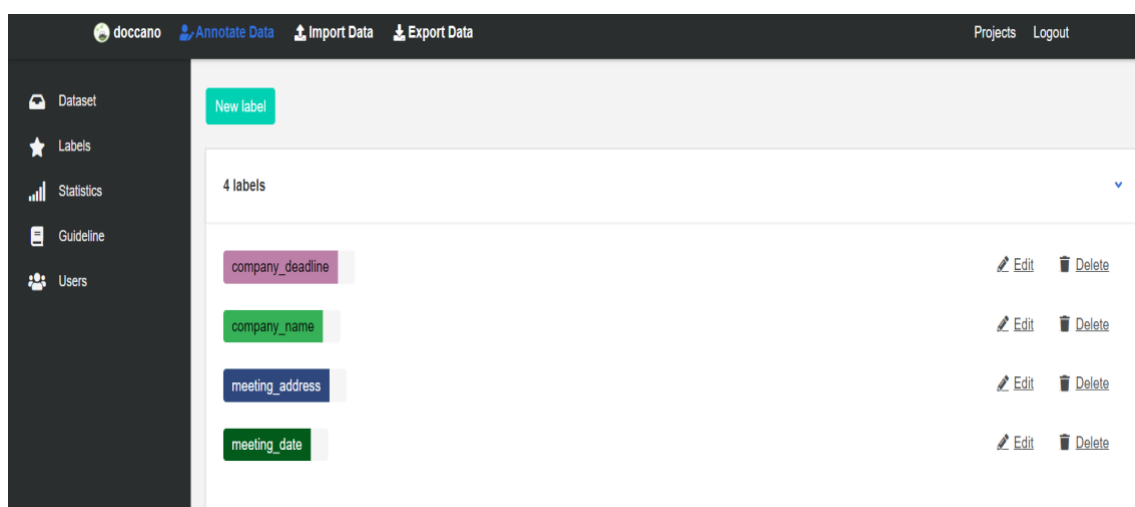 doccano Annotate Data Import Data Export Data Projects Logout
Dataset
Labels
Statistics
Guideline
Users
New label
4 labels
company_deadline Edit Delete
company_name Edit Delete
meeting_address Edit Delete
meeting_date Edit Delete